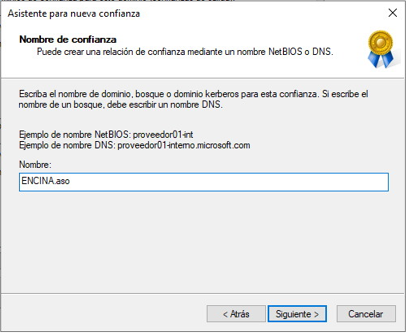 Asistente para nueva confianza
Nombre de confianza
Puede crear una relación de confianza mediante un nombre NetBIOS o DNS.
Escriba el nombre de dominio, bosque o dominio kerberos para esta confianza. Si escribe el
nombre de un bosque, debe escribir un nombre DNS.
Ejemplo de nombre NetBIOS: proveedor01-int
Ejemplo de nombre DNS: proveedor01-interno.microsoft.com
Nombre:
ENCINA.aso
< Atrás
Siguiente >
Cancelar